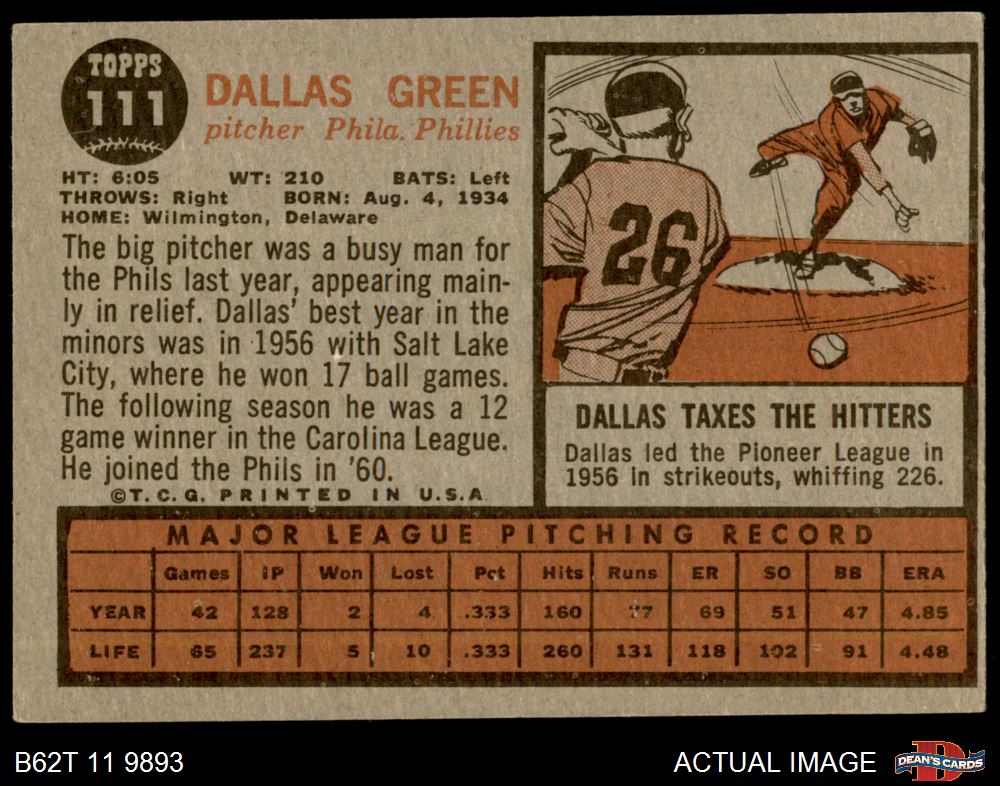 TOPPS
111
DALLAS GREEN
pitcher Phila. Phillies
HT: 6:05 WT: 210 BATS: Left
THROWS: Right BORN: Aug. 4, 1934
HOME: Wilmington, Delaware
The big pitcher was a busy man for
the Phils last year, appearing main-
ly in relief. Dallas' best year in the
minors was in 1956 with Salt Lake
City, where he won 17 ball games.
The following season he was a 12
game winner in the Carolina League.
He joined the Phils in '60.
©T.C.G. PRINTED IN U.S.A.
26
DALLAS TAXES THE HITTERS
Dallas led the Pioneer League in
1956 in strikeouts, whiffing 226.
MAJOR LEAGUE PITCHING RECORD
Games IP Won Lost Pct Hits Runs ER SO BB ERA
YEAR 42 128 2 4 .333 160 77 69 51 47 4.85
LIFE 65 237 5 10 .333 260 131 118 102 91 4.48
B62T 11 9893
ACTUAL IMAGE
D
DEAN'S CARDS